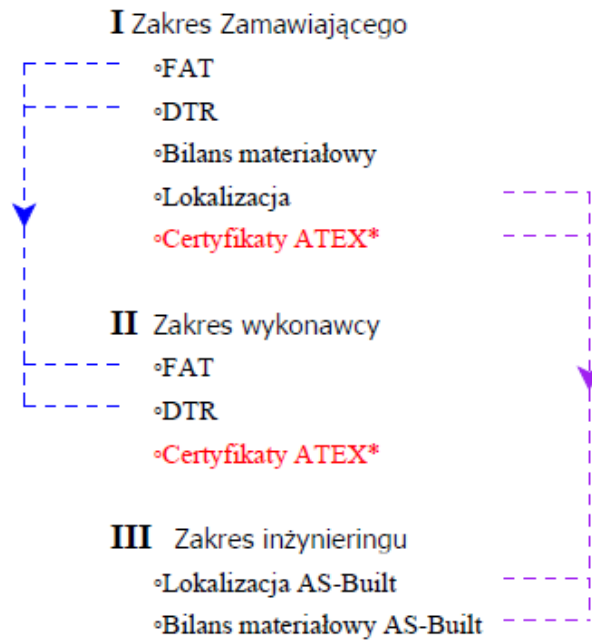 I Zakres Zamawiającego
◦FAT
◦DTR
◦Bilans materiałowy
◦Lokalizacja
◦Certyfikaty ATEX*
II Zakres wykonawcy
◦FAT
◦DTR
◦Certyfikaty ATEX*
III Zakres inżynieringu
◦Lokalizacja AS-Built
◦Bilans materiałowy AS-Built